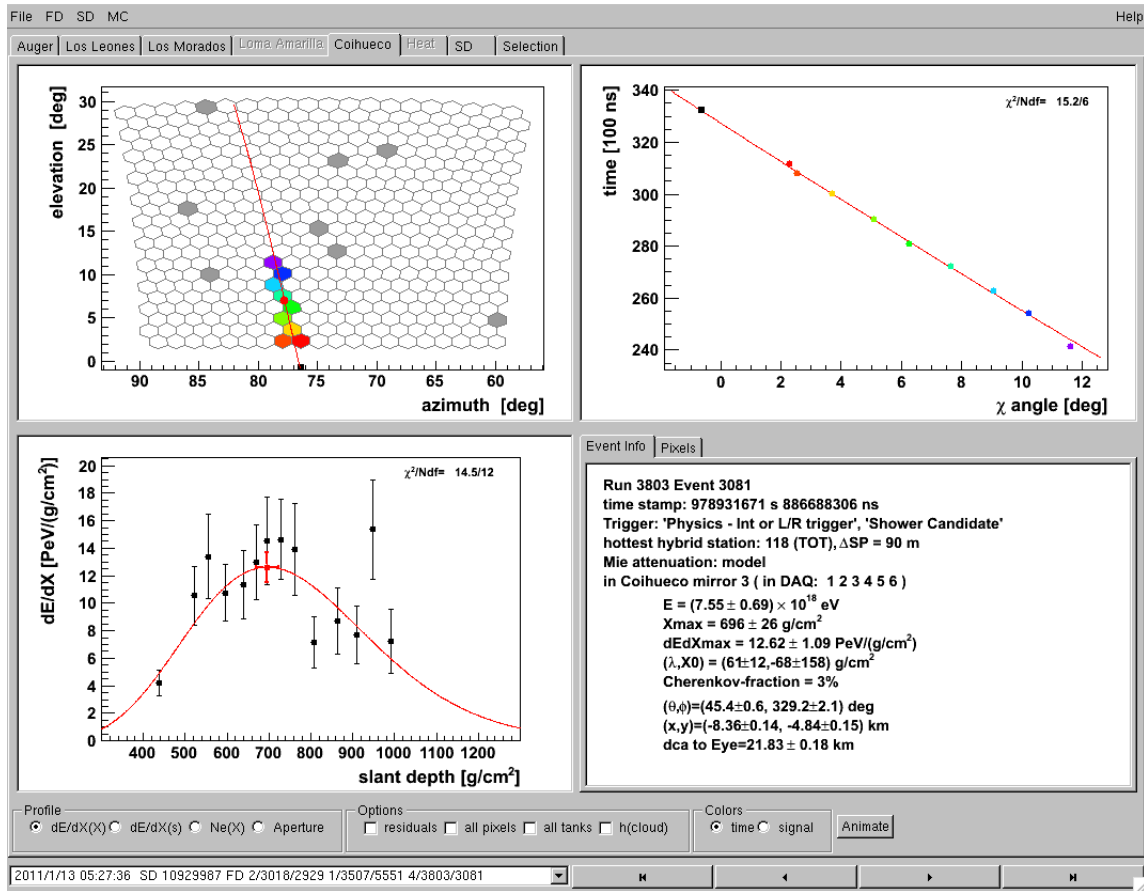 File FD SD MC Help
Auger Los Leones Los Morados Loma Amarilla Coihueco Heat SD Selection
elevation [deg]
30
25
20
15
10
5
0
90 85 80 75 70 65 60
azimuth [deg]
χ²/Ndf= 15.2/6
time [100 ns]
340
320
300
280
260
240
0 2 4 6 8 10 12
χ angle [deg]
χ²/Ndf= 14.5/12
dE/dX [PeV/(g/cm²)]
20
18
16
14
12
10
8
6
4
2
0
400 500 600 700 800 900 1000 1100 1200
slant depth [g/cm²]
Event Info Pixels
Run 3803 Event 3081
time stamp: 978931671 s 886688306 ns
Trigger: 'Physics - Int or L/R trigger', 'Shower Candidate'
hottest hybrid station: 118 (TOT), ΔSP = 90 m
Mie attenuation: model
in Coihueco mirror 3 ( in DAQ: 1 2 3 4 5 6 )
E = (7.55 ± 0.69) × 10¹⁸ eV
Xmax = 696 ± 26 g/cm²
dEdXmax = 12.62 ± 1.09 PeV/(g/cm²)
(λ,X0) = (61±12,-68±158) g/cm²
Cherenkov-fraction = 3%
(θ,ϕ)=(45.4±0.6, 329.2±2.1) deg
(x,y)=(-8.36±0.14, -4.84±0.15) km
dca to Eye=21.83 ± 0.18 km
Profile
dE/dX(X) dE/dX(s) Ne(X) Aperture
Options
residuals all pixels all tanks h(cloud)
Colors
time signal
Animate
2011/1/13 05:27:36 SD 10929987 FD 2/3018/2929 1/3507/5551 4/3803/3081